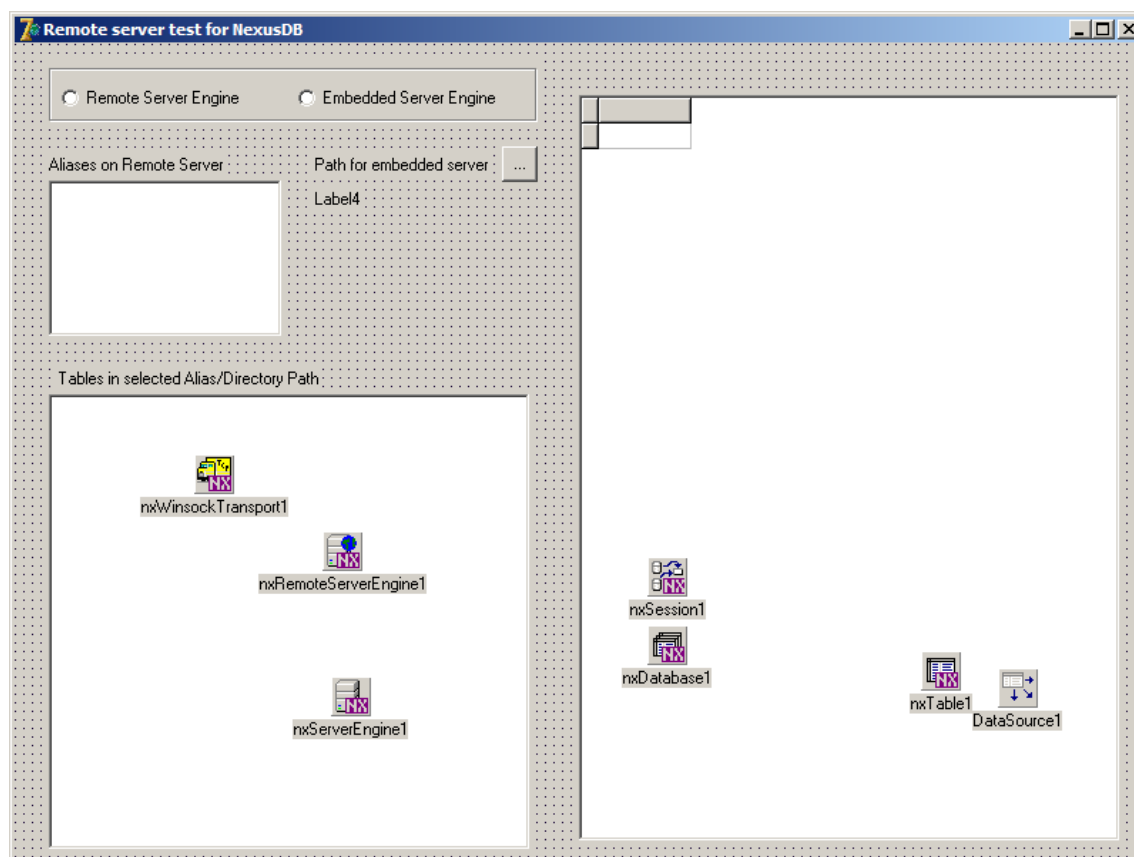 Remote server test for NexusDB
Remote Server Engine
Embedded Server Engine
Aliases on Remote Server
Path for embedded server
...
Label4
Tables in selected Alias/Directory Path
nxWinsockTransport1
nxRemoteServerEngine1
nxServerEngine1
nxSession1
nxDatabase1
nxTable1
DataSource1